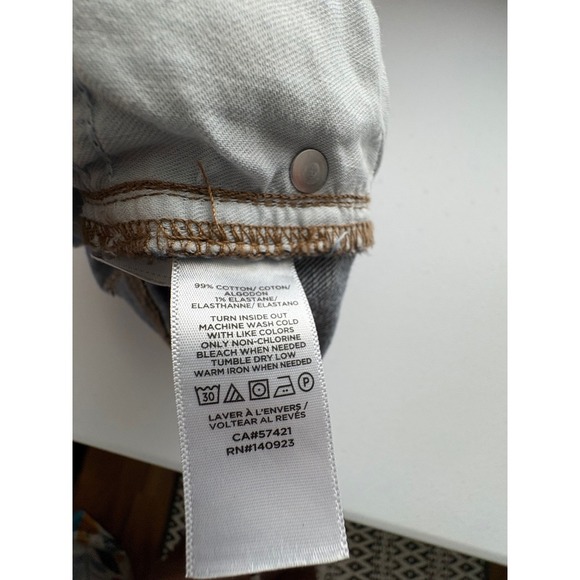 99% COTTON/ COTON/
ALGODON
1% ELASTANE/
ELASTHANNE/ ELASTANO
TURN INSIDE OUT
MACHINE WASH COLD
WITH LIKE COLORS
ONLY NON-CHLORINE
BLEACH WHEN NEEDED
TUMBLE DRY LOW
WARM IRON WHEN NEEDED
30 P
LAVER À L'ENVERS/
VOLTEAR AL REVÉS
CA#57421
RN#140923